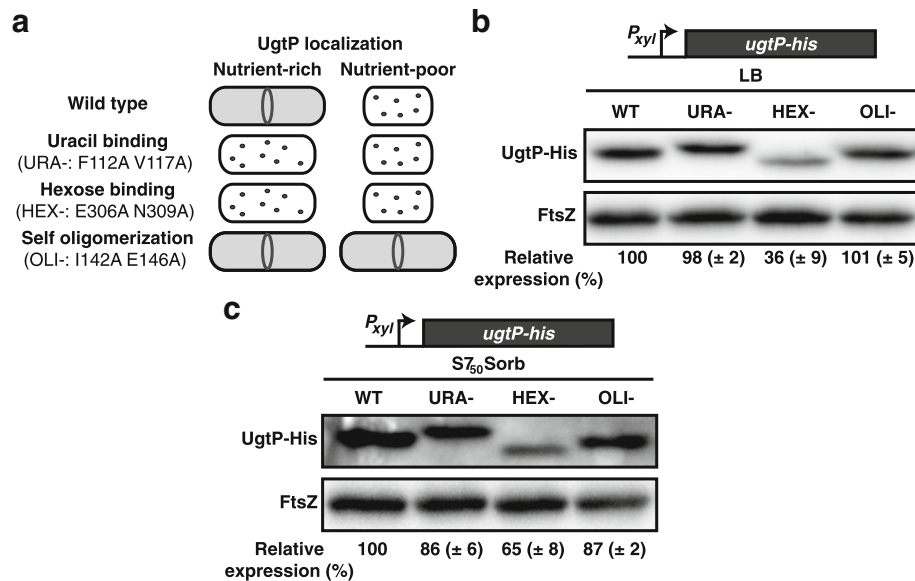 a
UgtP localization
Nutrient-rich Nutrient-poor
Wild type
Uracil binding
(URA-: F112A V117A)
Hexose binding
(HEX-: E306A N309A)
Self oligomerization
(OLI-: I142A E146A)
b
Pxyl ugtP-his
LB
WT URA- HEX- OLI-
UgtP-His
FtsZ
Relative expression (%) 100 98 (± 2) 36 (± 9) 101 (± 5)
c
Pxyl ugtP-his
S750Sorb
WT URA- HEX- OLI-
UgtP-His
FtsZ
Relative expression (%) 100 86 (± 6) 65 (± 8) 87 (± 2)